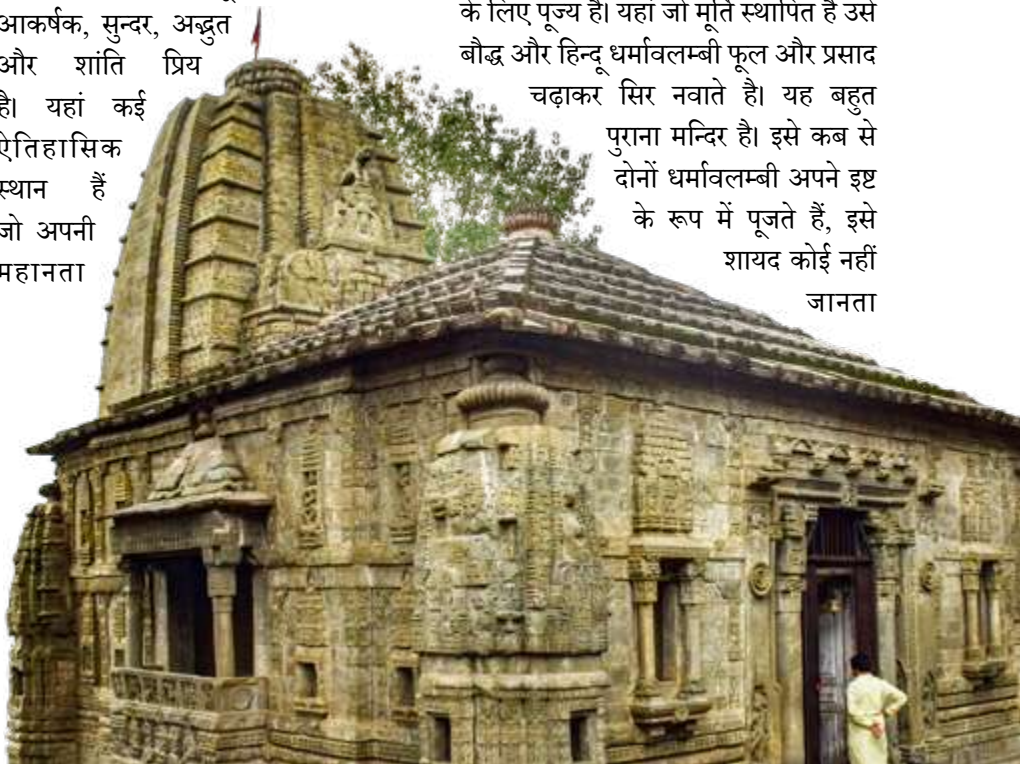 आकर्षक, सुन्दर, अद्भुत
और शांति प्रिय
है। यहां कई
ऐतिहासिक
स्थान हैं
जो अपनी
महानता
के लिए पूज्य है। यहां जो मूर्ति स्थापित है उसे
बौद्ध और हिन्दू धर्मावलम्बी फूल और प्रसाद
चढ़ाकर सिर नवाते है। यह बहुत
पुराना मन्दिर है। इसे कब से
दोनों धर्मावलम्बी अपने इष्ट
के रूप में पूजते हैं, इसे
शायद कोई नहीं
जानता